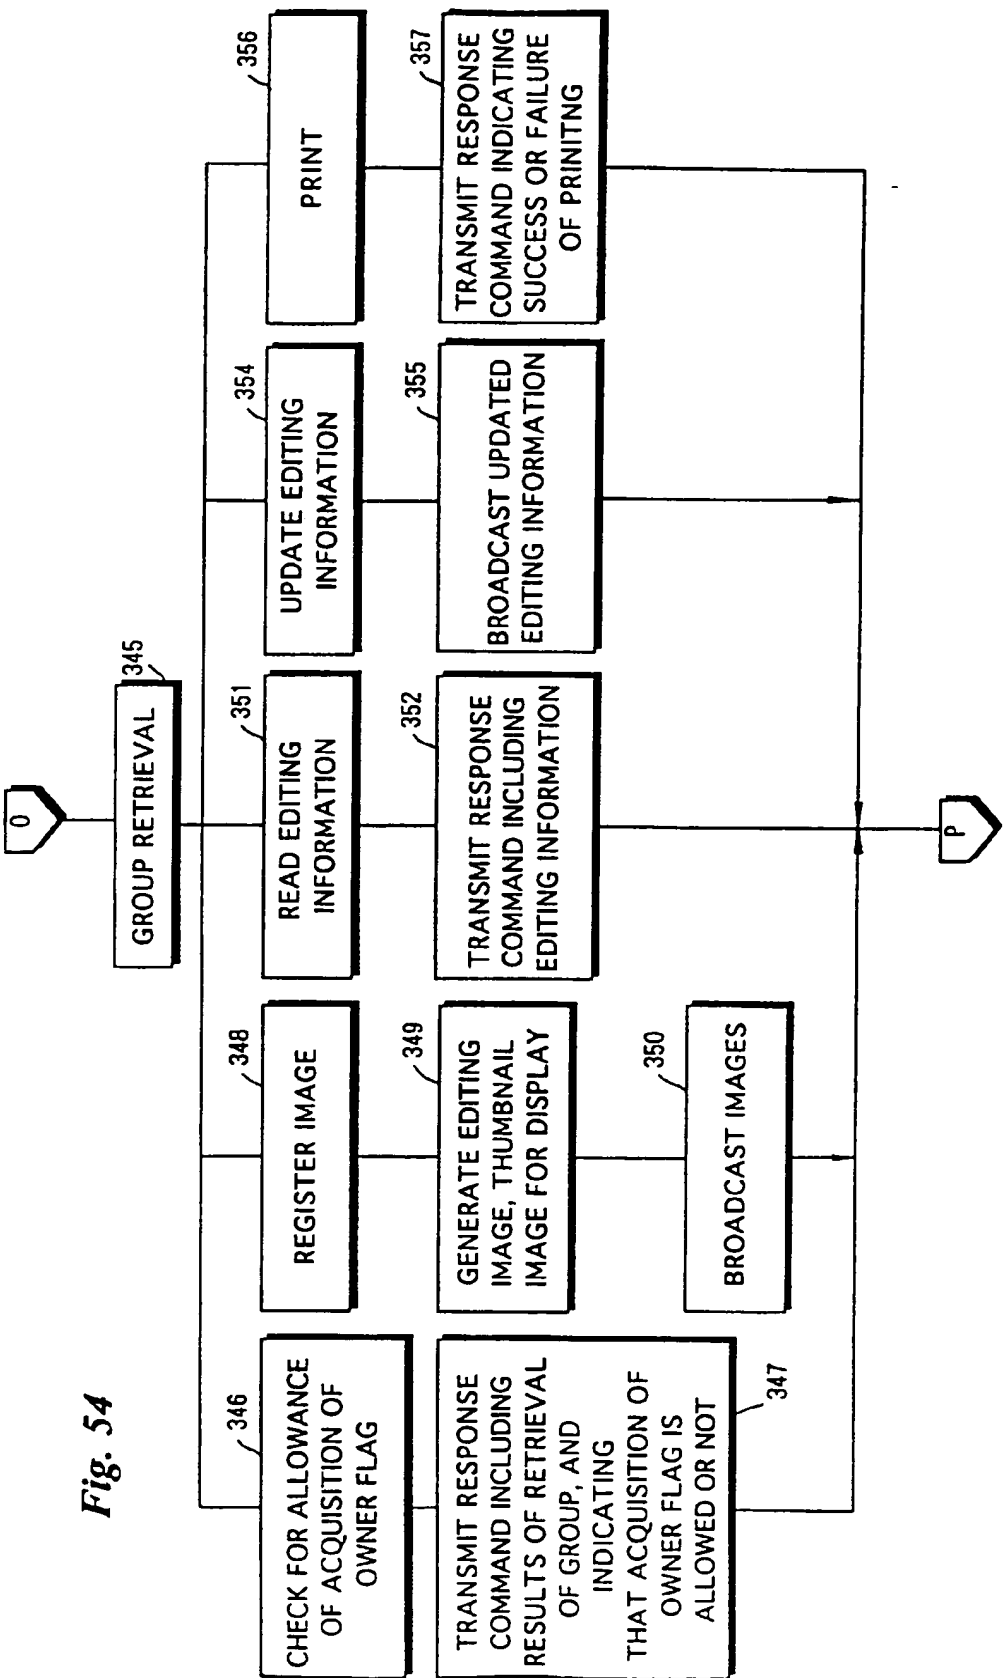 Fig. 54
O
GROUP RETRIEVAL
345
CHECK FOR ALLOWANCE
OF ACQUISITION OF
OWNER FLAG
346
TRANSMIT RESPONSE
COMMAND INCLUDING
RESULTS OF RETRIEVAL
OF GROUP, AND
INDICATING
THAT ACQUISITION OF
OWNER FLAG IS
ALLOWED OR NOT
347
REGISTER IMAGE
348
GENERATE EDITING
IMAGE, THUMBNAIL
IMAGE FOR DISPLAY
349
BROADCAST IMAGES
350
READ EDITING
INFORMATION
351
TRANSMIT RESPONSE
COMMAND INCLUDING
EDITING INFORMATION
352
UPDATE EDITING
INFORMATION
354
BROADCAST UPDATED
EDITING INFORMATION
355
PRINT
356
TRANSMIT RESPONSE
COMMAND INDICATING
SUCCESS OR FAILURE
OF PRINITNG
357
P